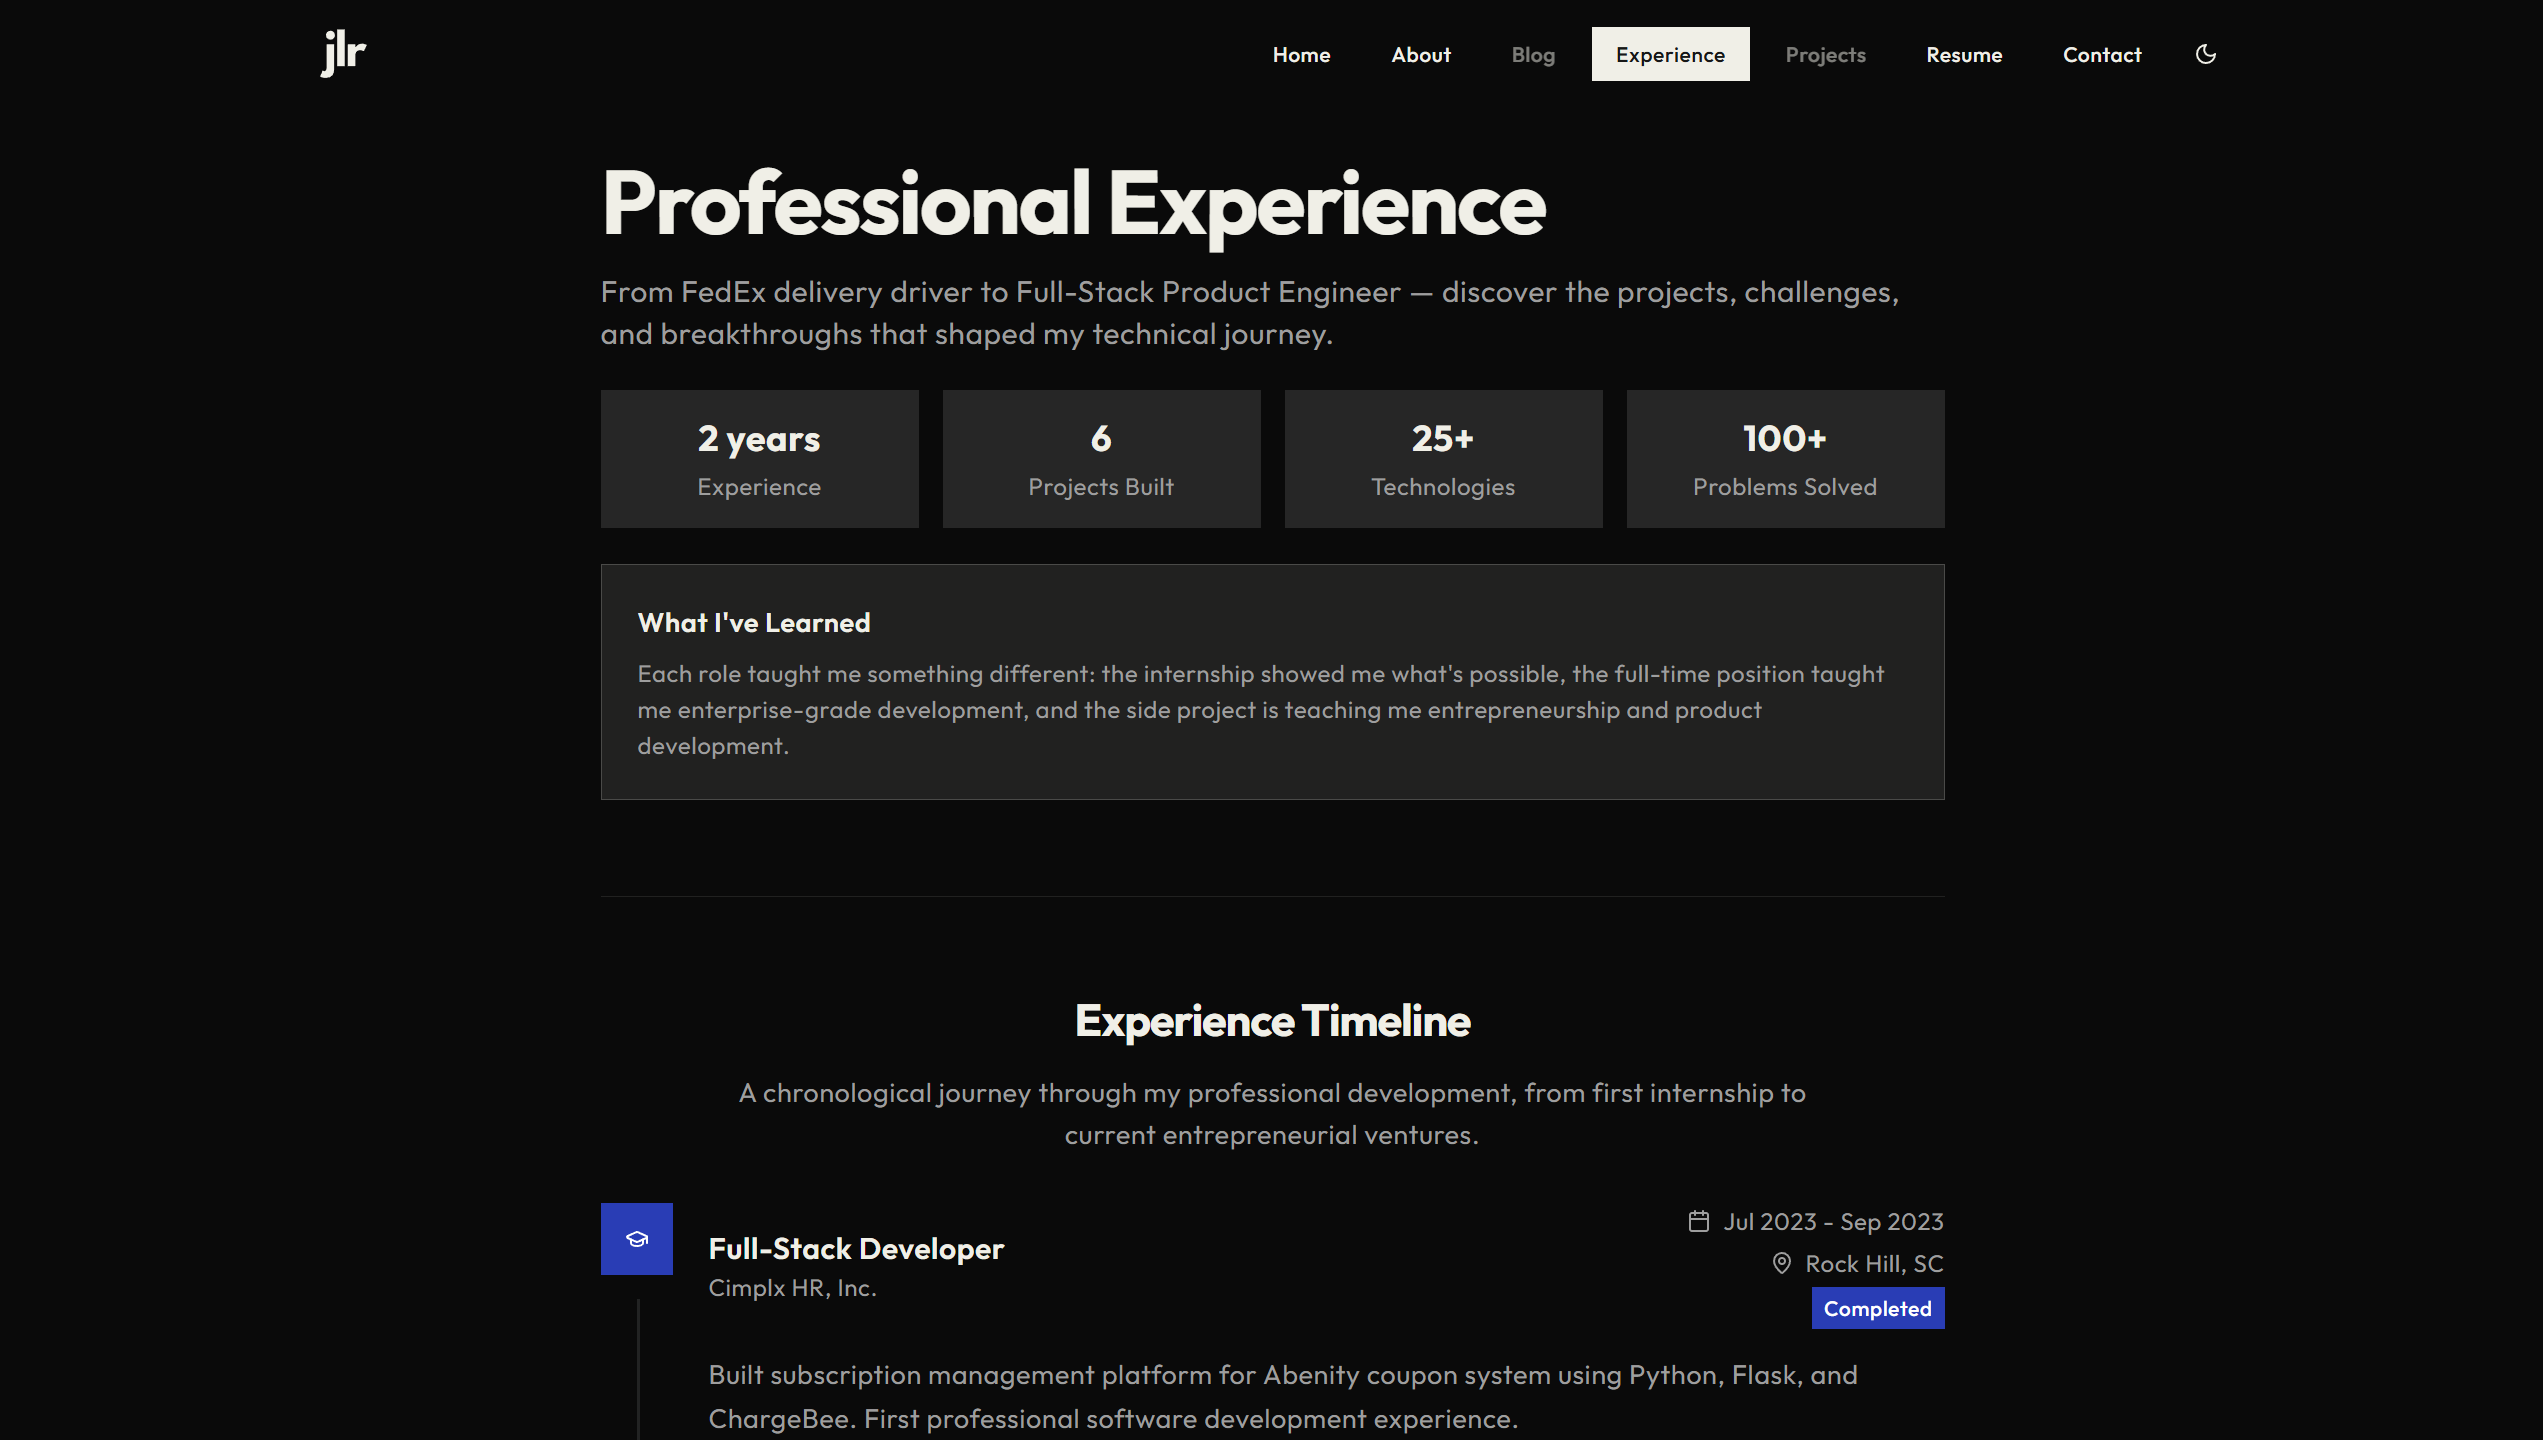 jlr
Home About Blog Experience Projects Resume Contact
Professional Experience
From FedEx delivery driver to Full-Stack Product Engineer — discover the projects, challenges,
and breakthroughs that shaped my technical journey.
2 years
Experience
6
Projects Built
25+
Technologies
100+
Problems Solved
What I've Learned
Each role taught me something different: the internship showed me what's possible, the full-time position taught
me enterprise-grade development, and the side project is teaching me entrepreneurship and product
development.
Experience Timeline
A chronological journey through my professional development, from first internship to
current entrepreneurial ventures.
Full-Stack Developer
Cimplx HR, Inc.
Jul 2023 - Sep 2023
Rock Hill, SC
Completed
Built subscription management platform for Abenity coupon system using Python, Flask, and
ChargeBee. First professional software development experience.